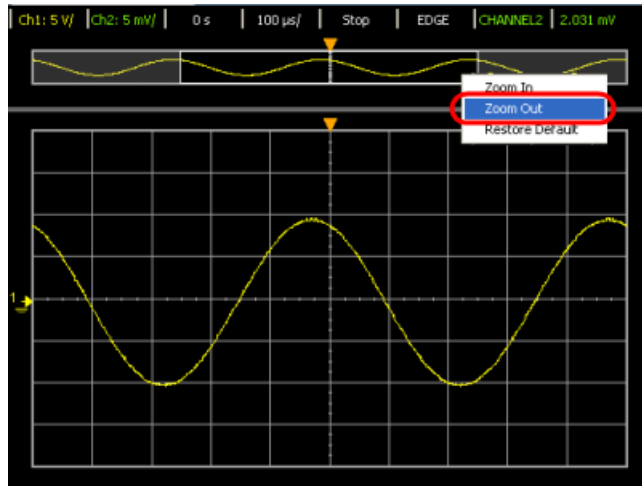 Ch1: 5 V/ Ch2: 5 mV/ 0 s 100 µs/ Stop EDGE CHANNEL2 2.031 mV
Zoom In
Zoom Out
Restore Default
1